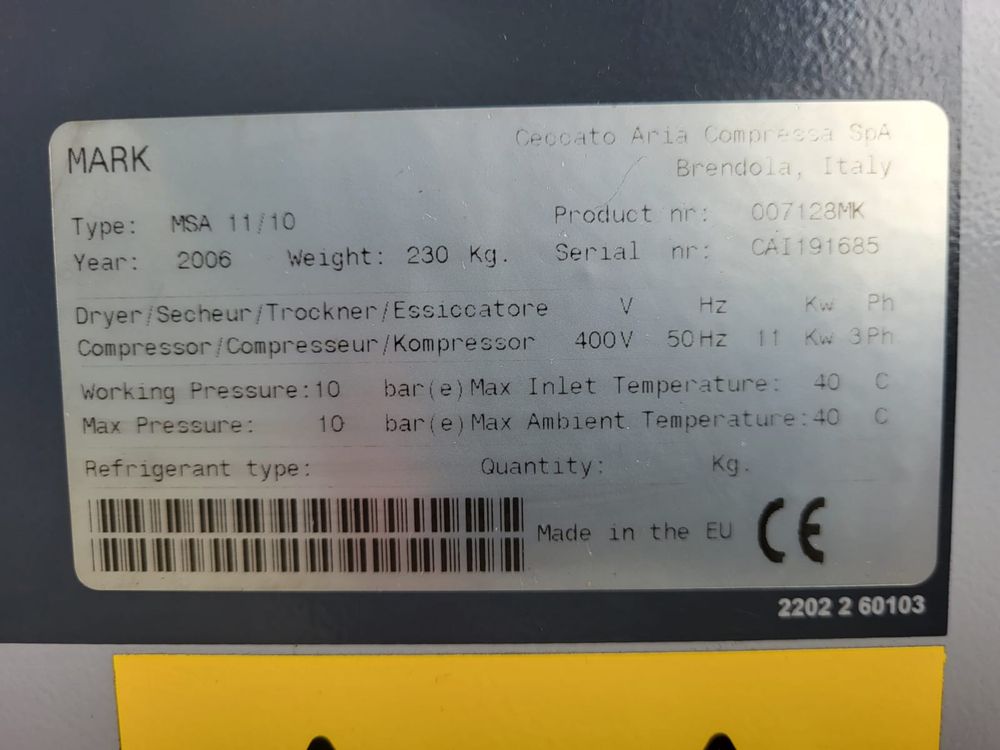 MARK
Ceccato Aria Compressa SpA
Brendola, Italy
Type: MSA 11/10 Product nr: 007128MK
Year: 2006 Weight: 230 Kg. Serial nr: CAI191685
Dryer/Secheur/Trockner/Essiccatore V Hz Kw Ph
Compressor/Compresseur/Kompressor 400V 50Hz 11 Kw 3Ph
Working Pressure:10 bar(e) Max Inlet Temperature: 40 C
Max Pressure: 10 bar(e) Max Ambient Temperature:40 C
Refrigerant type: Quantity: Kg.
Made in the EU CE
2202 2 60103